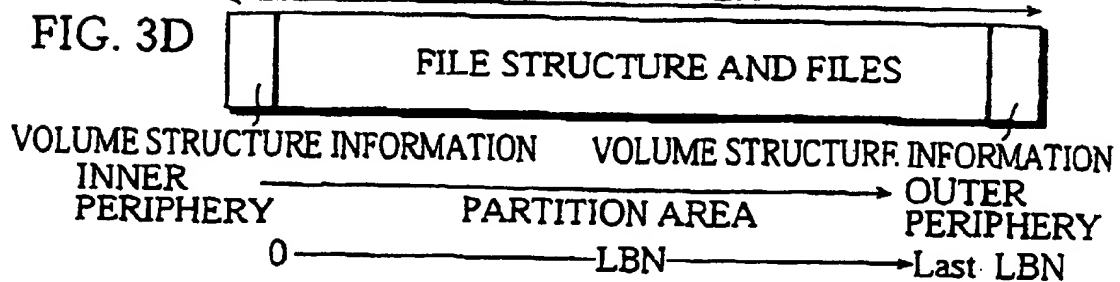 FIG. 3D
FILE STRUCTURE AND FILES
VOLUME STRUCTURE INFORMATION VOLUME STRUCTURE INFORMATION
INNER PERIPHERY
PARTITION AREA
OUTER PERIPHERY
0 LBN Last LBN